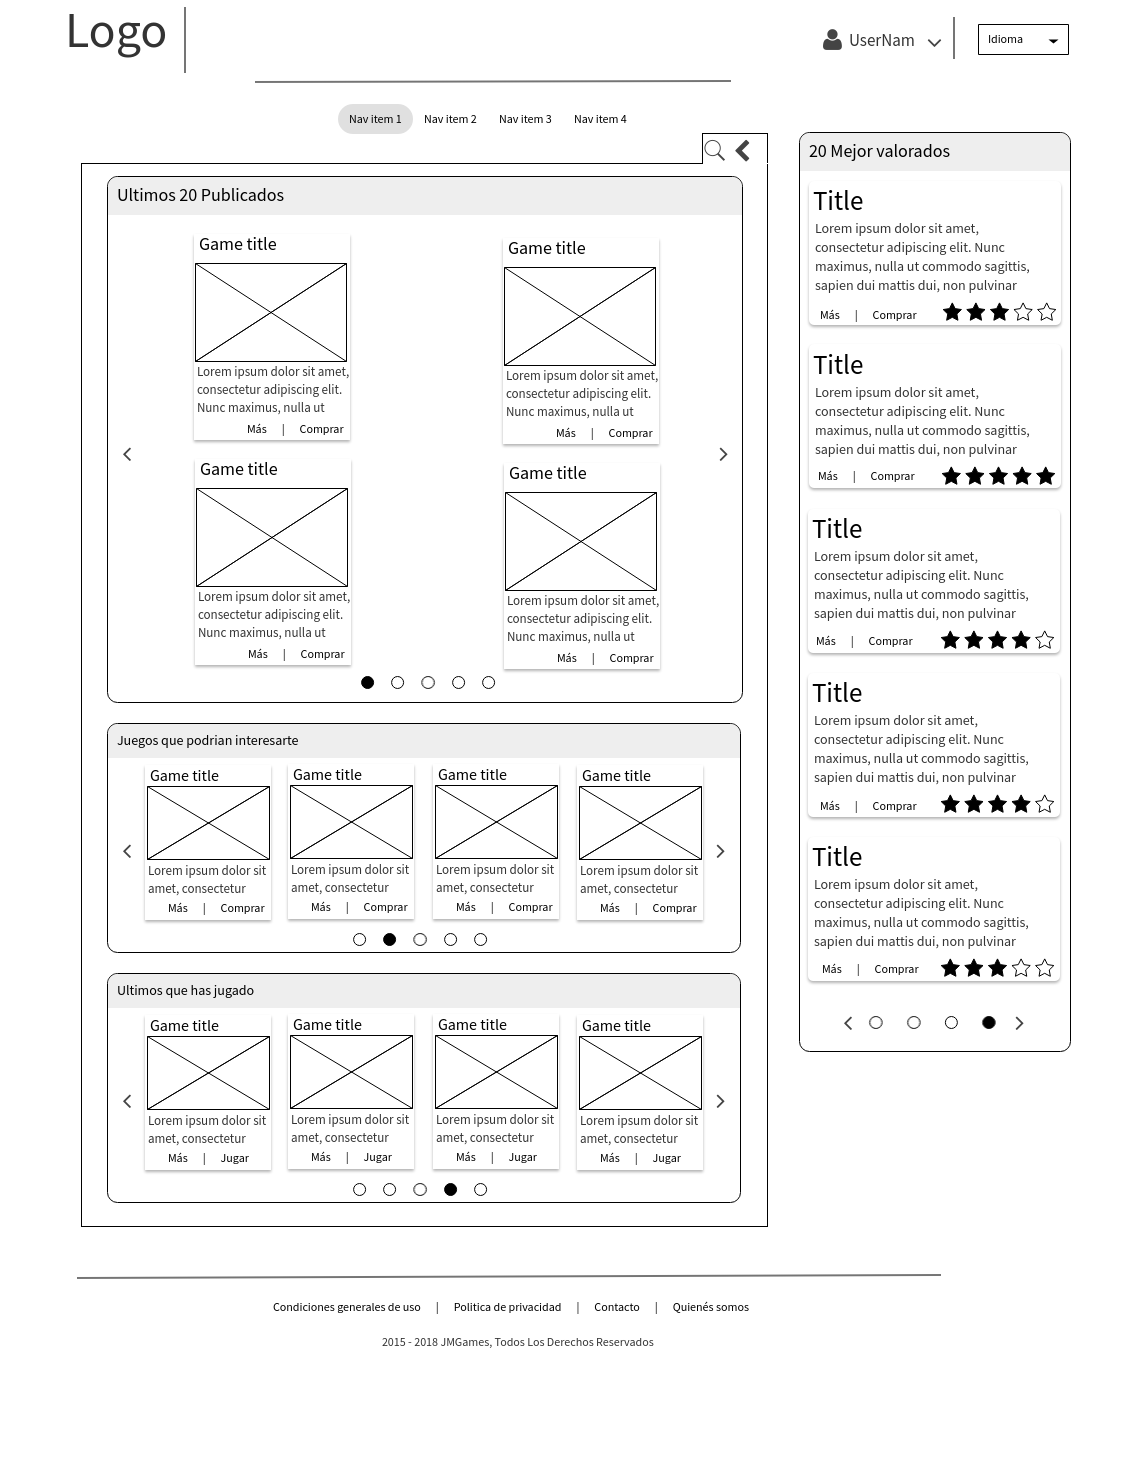 Logo
UserNam
Idioma
Nav item 1
Nav item 2
Nav item 3
Nav item 4
Ultimos 20 Publicados
Game title
Lorem ipsum dolor sit amet,
consectetur adipiscing elit.
Nunc maximus, nulla ut
Más | Comprar
Game title
Lorem ipsum dolor sit amet,
consectetur adipiscing elit.
Nunc maximus, nulla ut
Más | Comprar
Game title
Lorem ipsum dolor sit amet,
consectetur adipiscing elit.
Nunc maximus, nulla ut
Más | Comprar
Game title
Lorem ipsum dolor sit amet,
consectetur adipiscing elit.
Nunc maximus, nulla ut
Más | Comprar
Juegos que podrian interesarte
Game title
Lorem ipsum dolor sit
amet, consectetur
Más | Comprar
Game title
Lorem ipsum dolor sit
amet, consectetur
Más | Comprar
Game title
Lorem ipsum dolor sit
amet, consectetur
Más | Comprar
Game title
Lorem ipsum dolor sit
amet, consectetur
Más | Comprar
Ultimos que has jugado
Game title
Lorem ipsum dolor sit
amet, consectetur
Más | Jugar
Game title
Lorem ipsum dolor sit
amet, consectetur
Más | Jugar
Game title
Lorem ipsum dolor sit
amet, consectetur
Más | Jugar
Game title
Lorem ipsum dolor sit
amet, consectetur
Más | Jugar
20 Mejor valorados
Title
Lorem ipsum dolor sit amet,
consectetur adipiscing elit. Nunc
maximus, nulla ut commodo sagittis,
sapien dui mattis dui, non pulvinar
Más | Comprar
Title
Lorem ipsum dolor sit amet,
consectetur adipiscing elit. Nunc
maximus, nulla ut commodo sagittis,
sapien dui mattis dui, non pulvinar
Más | Comprar
Title
Lorem ipsum dolor sit amet,
consectetur adipiscing elit. Nunc
maximus, nulla ut commodo sagittis,
sapien dui mattis dui, non pulvinar
Más | Comprar
Title
Lorem ipsum dolor sit amet,
consectetur adipiscing elit. Nunc
maximus, nulla ut commodo sagittis,
sapien dui mattis dui, non pulvinar
Más | Comprar
Title
Lorem ipsum dolor sit amet,
consectetur adipiscing elit. Nunc
maximus, nulla ut commodo sagittis,
sapien dui mattis dui, non pulvinar
Más | Comprar
Condiciones generales de uso | Politica de privacidad | Contacto | Quienés somos
2015 - 2018 JMGames, Todos Los Derechos Reservados